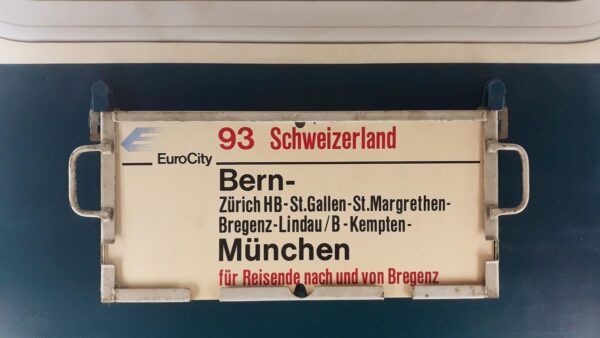 93 Schweizerland
EuroCity
Bern-
Zürich HB-St.Gallen-St.Margrethen-
Bregenz-Lindau/B-Kempten-
München
für Reisende nach und von Bregenz